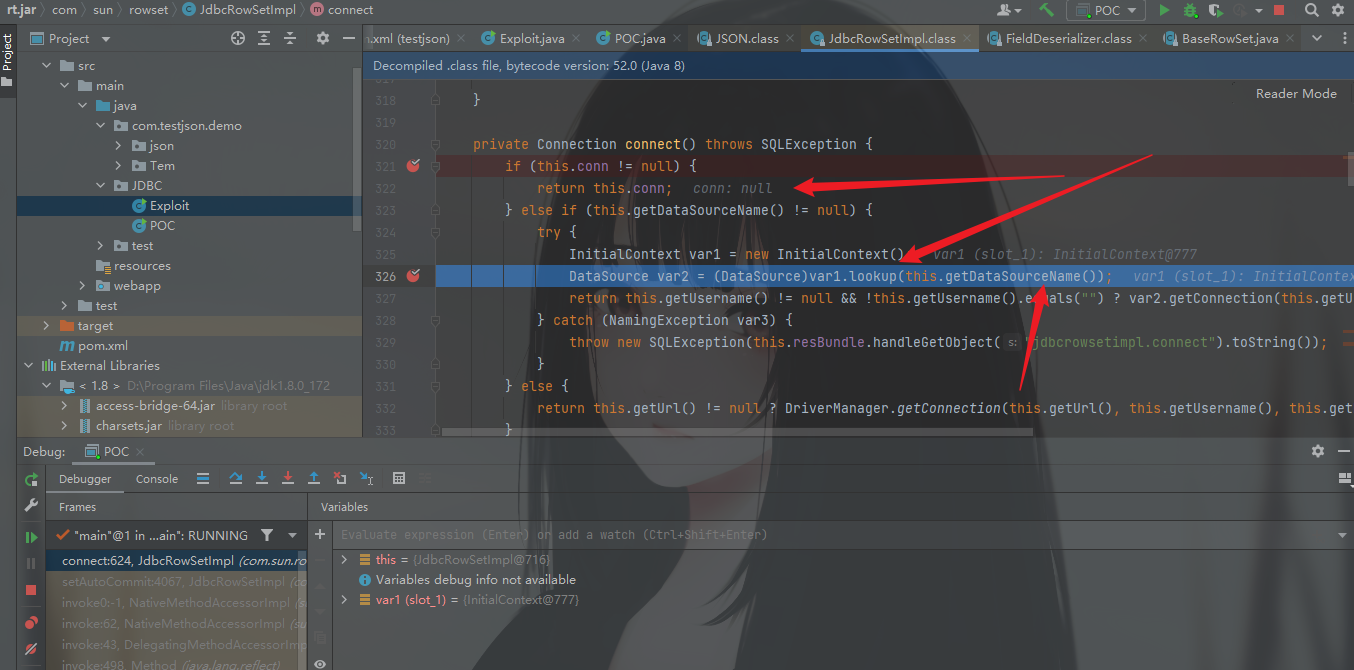 rt.jar com sun rowset JdbcRowSetImpl connect POC
Project
Project
.xml (testjson) Exploit.java POC.java JSON.class JdbcRowSetImpl.class FieldDeserializer.class BaseRowSet.java
Decompiled .class file, bytecode version: 52.0 (Java 8)
Reader Mode
src
main
java
com.testjson.demo
json
Tem
JDBC
Exploit
POC
test
resources
webapp
test
target
pom.xml
External Libraries
< 1.8 > D:\Program Files\Java\jdk1.8.0_172
access-bridge-64.jar library root
charsets.jar library root
318 }
319
320 private Connection connect() throws SQLException {
321 if (this.conn != null) {
322 return this.conn; conn: null
323 } else if (this.getDataSourceName() != null) {
324 try {
325 InitialContext var1 = new InitialContext() var1 (slot_1): InitialContext@777
326 DataSource var2 = (DataSource)var1.lookup(this.getDataSourceName()); var1 (slot_1): InitialContex
327 return this.getUsername() != null && !this.getUsername().equals("") ? var2.getConnection(this.getU
328 } catch (NamingException var3) {
329 throw new SQLException(this.resBundle.handleGetObject( s: "jdbcrowsetimpl.connect").toString());
330 }
331 } else {
332 return this.getUrl() != null ? DriverManager.getConnection(this.getUrl(), this.getUsername(), this.get
333 }
Debug: POC
Debugger Console
Frames
Variables
"main"@1 in ...ain": RUNNING
Evaluate expression (Enter) or add a watch (Ctrl+Shift+Enter)
connect:624, JdbcRowSetImpl (com.sun.ro
setAutoCommit:4067, JdbcRowSetImpl (co
invoke0:-1, NativeMethodAccessorImpl (su
invoke:62, NativeMethodAccessorImpl (su
invoke:43, DelegatingMethodAccessorImp
invoke:498, Method (java.lang.reflect)
this = {JdbcRowSetImpl@716}
Variables debug info not available
var1 (slot_1) = {InitialContext@777}